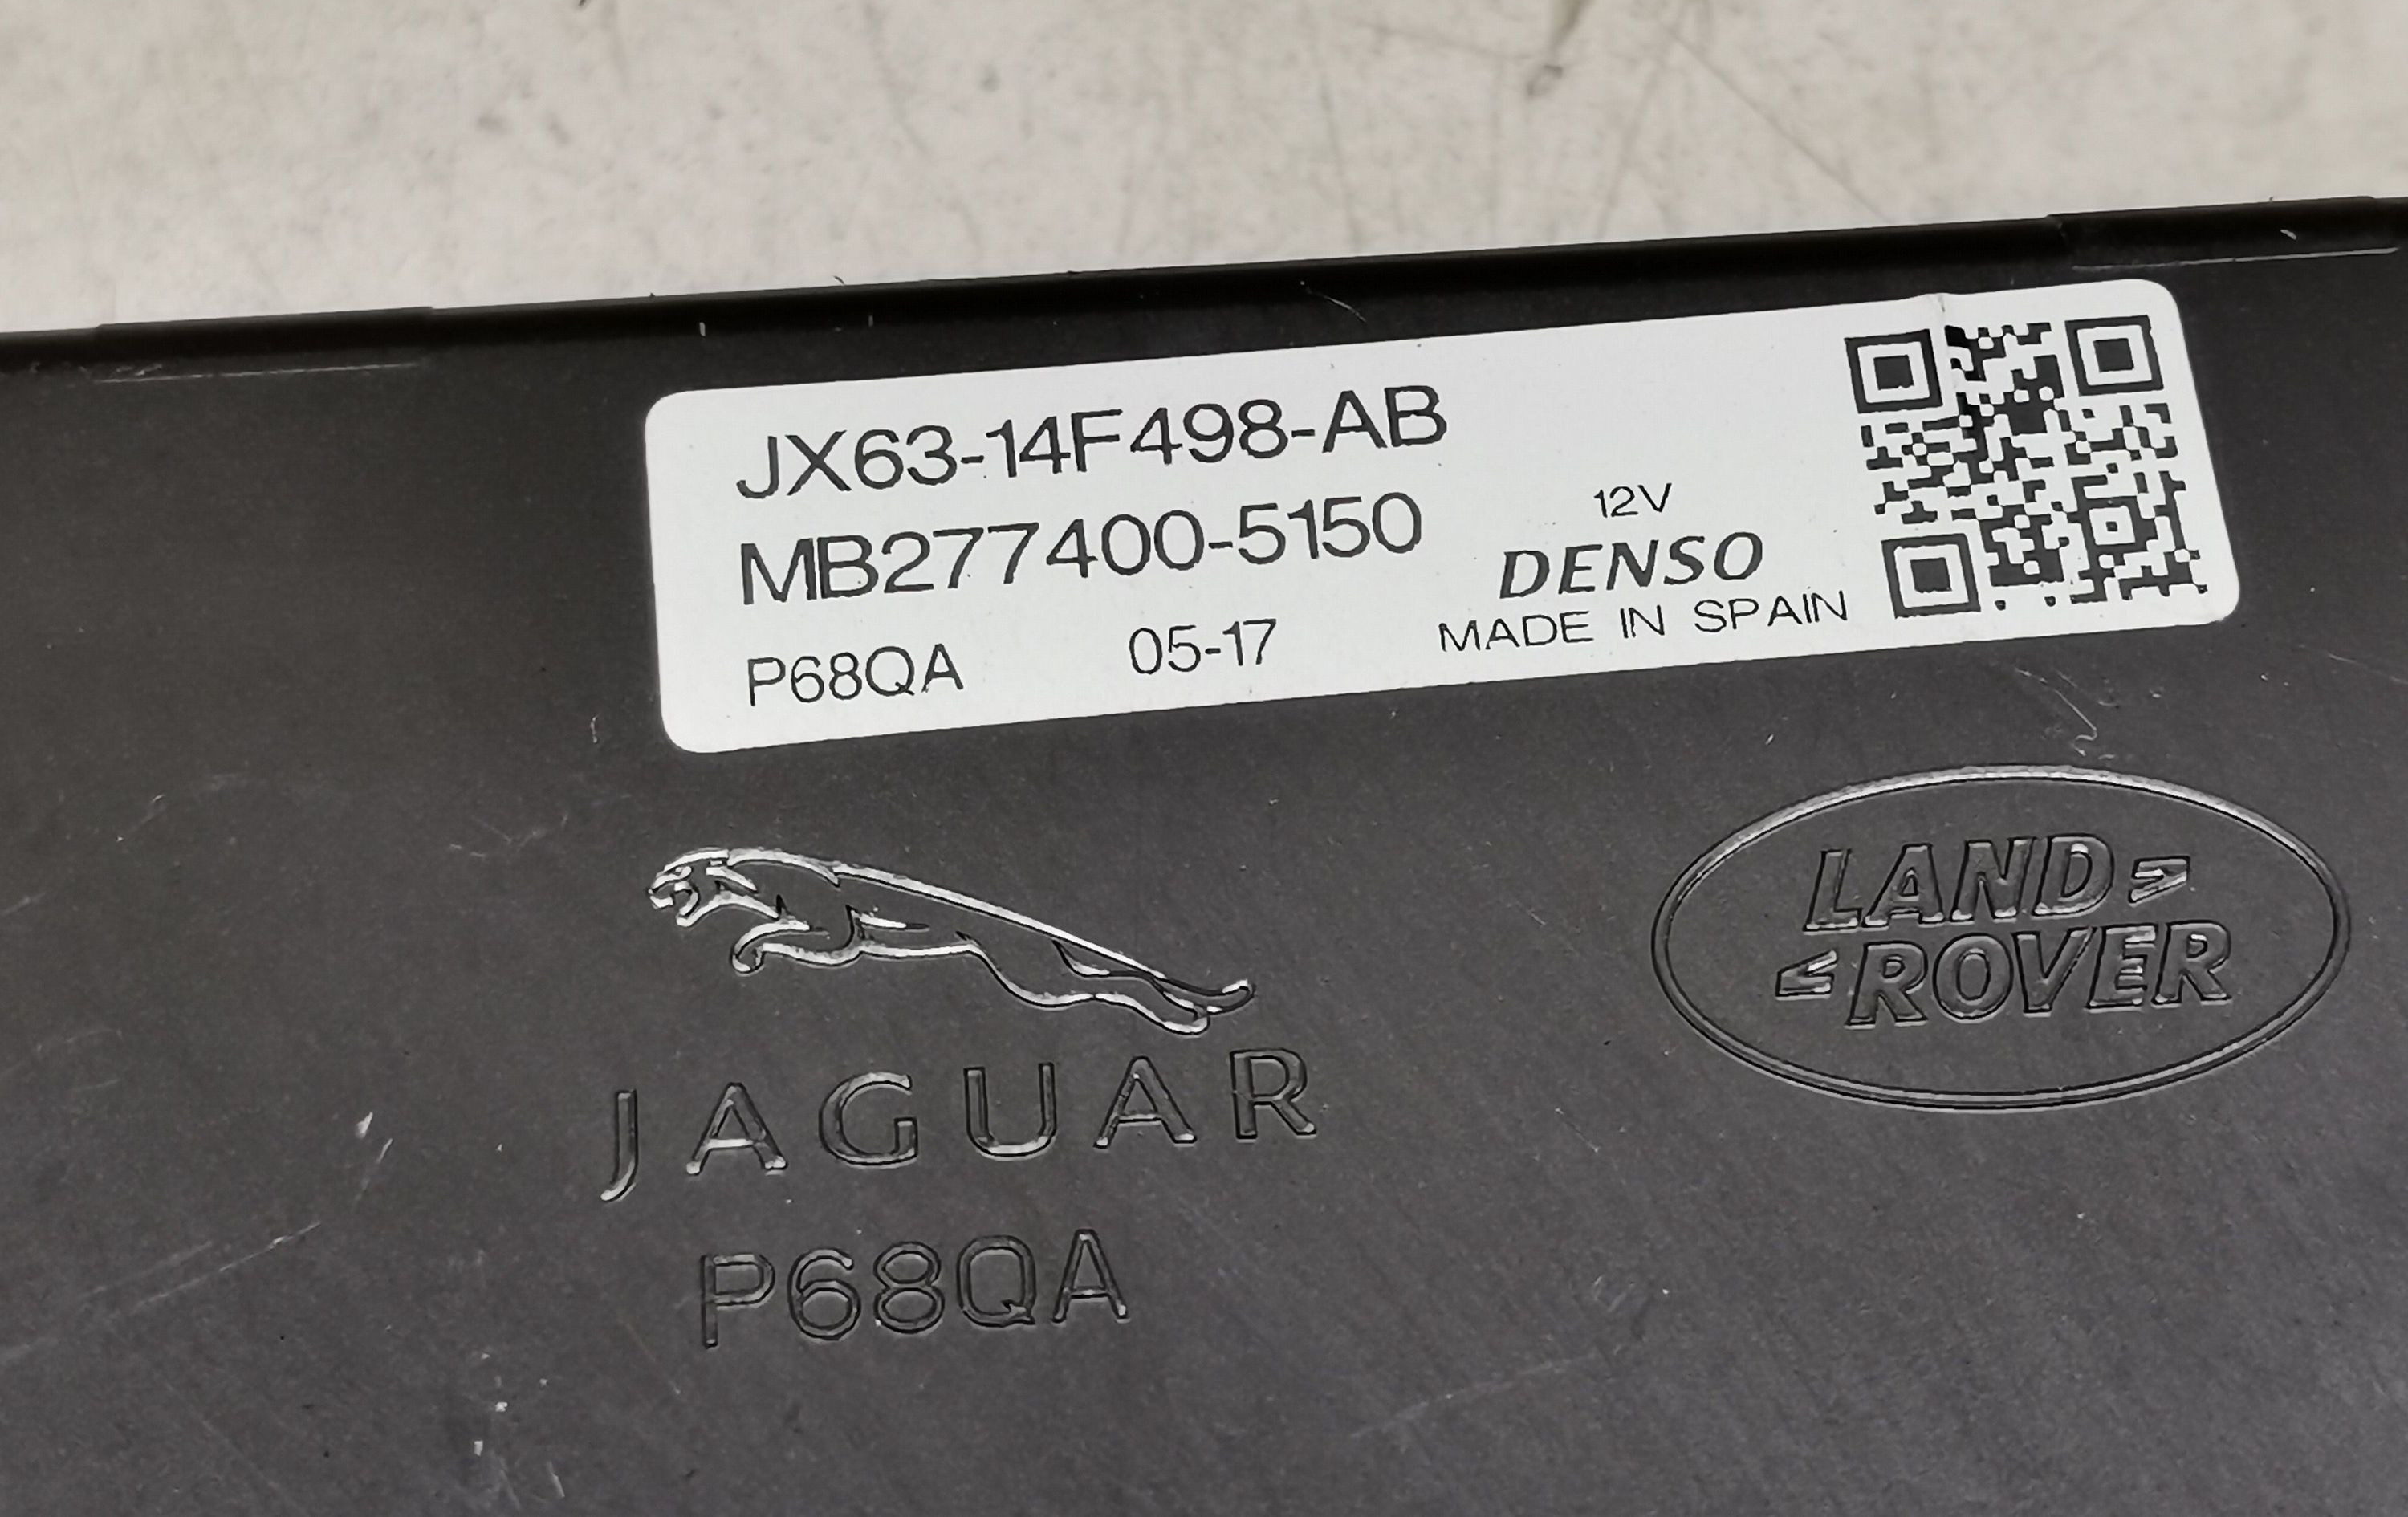 JX63-14F498-AB
MB277400-5150
12V
DENSO
P68QA 05-17 MADE IN SPAIN
LAND
ROVER
JAGUAR
P68QA